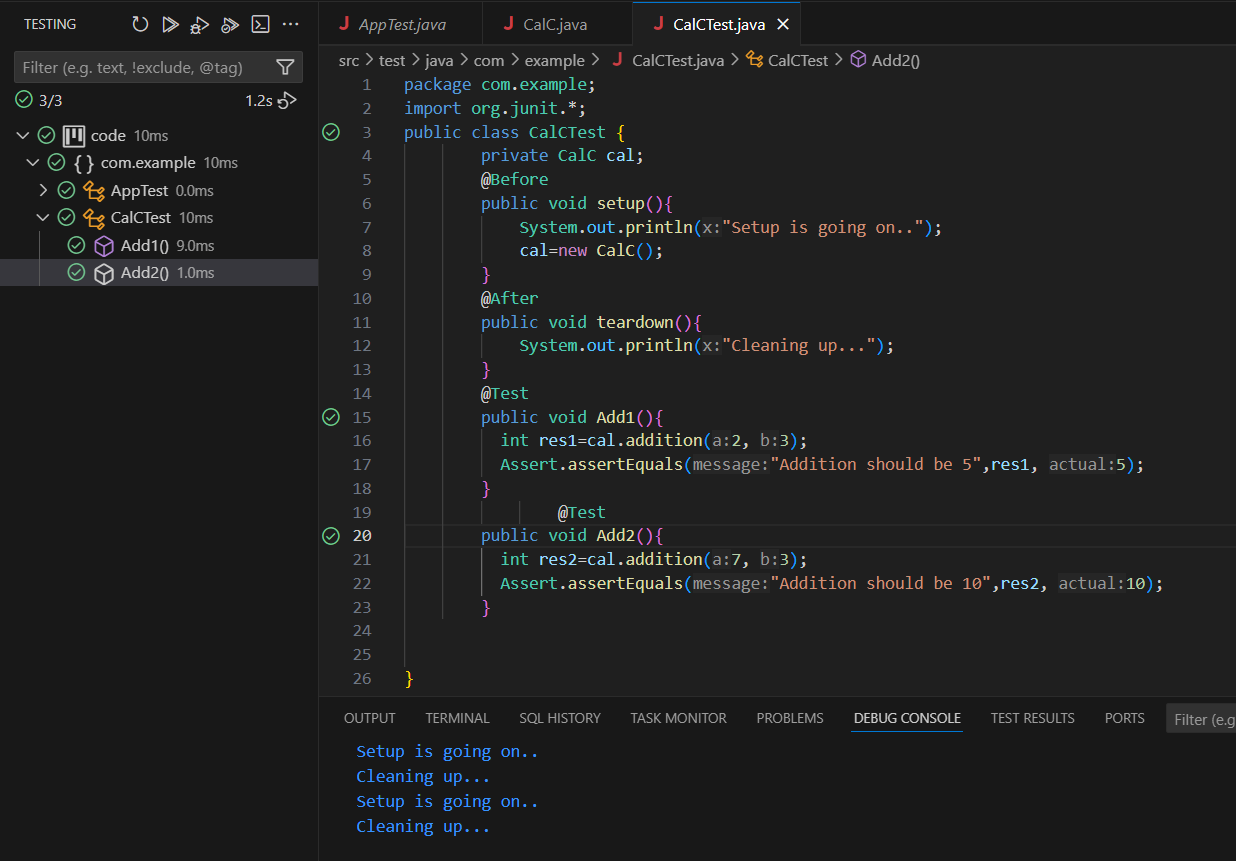 TESTING
Filter (e.g. text, !exclude, @tag)
3/3 1.2s
code 10ms
{ } com.example 10ms
AppTest 0.0ms
CalCTest 10ms
Add1() 9.0ms
Add2() 1.0ms
J AppTest.java J CalC.java J CalCTest.java
src > test > java > com > example > J CalCTest.java > CalCTest > Add2()
1 package com.example;
2 import org.junit.*;
3 public class CalCTest {
4 private CalC cal;
5 @Before
6 public void setup(){
7 System.out.println(x:"Setup is going on..");
8 cal=new CalC();
9 }
10 @After
11 public void teardown(){
12 System.out.println(x:"Cleaning up...");
13 }
14 @Test
15 public void Add1(){
16 int res1=cal.addition(a:2, b:3);
17 Assert.assertEquals(message:"Addition should be 5",res1, actual:5);
18 }
19 @Test
20 public void Add2(){
21 int res2=cal.addition(a:7, b:3);
22 Assert.assertEquals(message:"Addition should be 10",res2, actual:10);
23 }
24
25
26 }
OUTPUT TERMINAL SQL HISTORY TASK MONITOR PROBLEMS DEBUG CONSOLE TEST RESULTS PORTS Filter (e.g
Setup is going on..
Cleaning up...
Setup is going on..
Cleaning up...